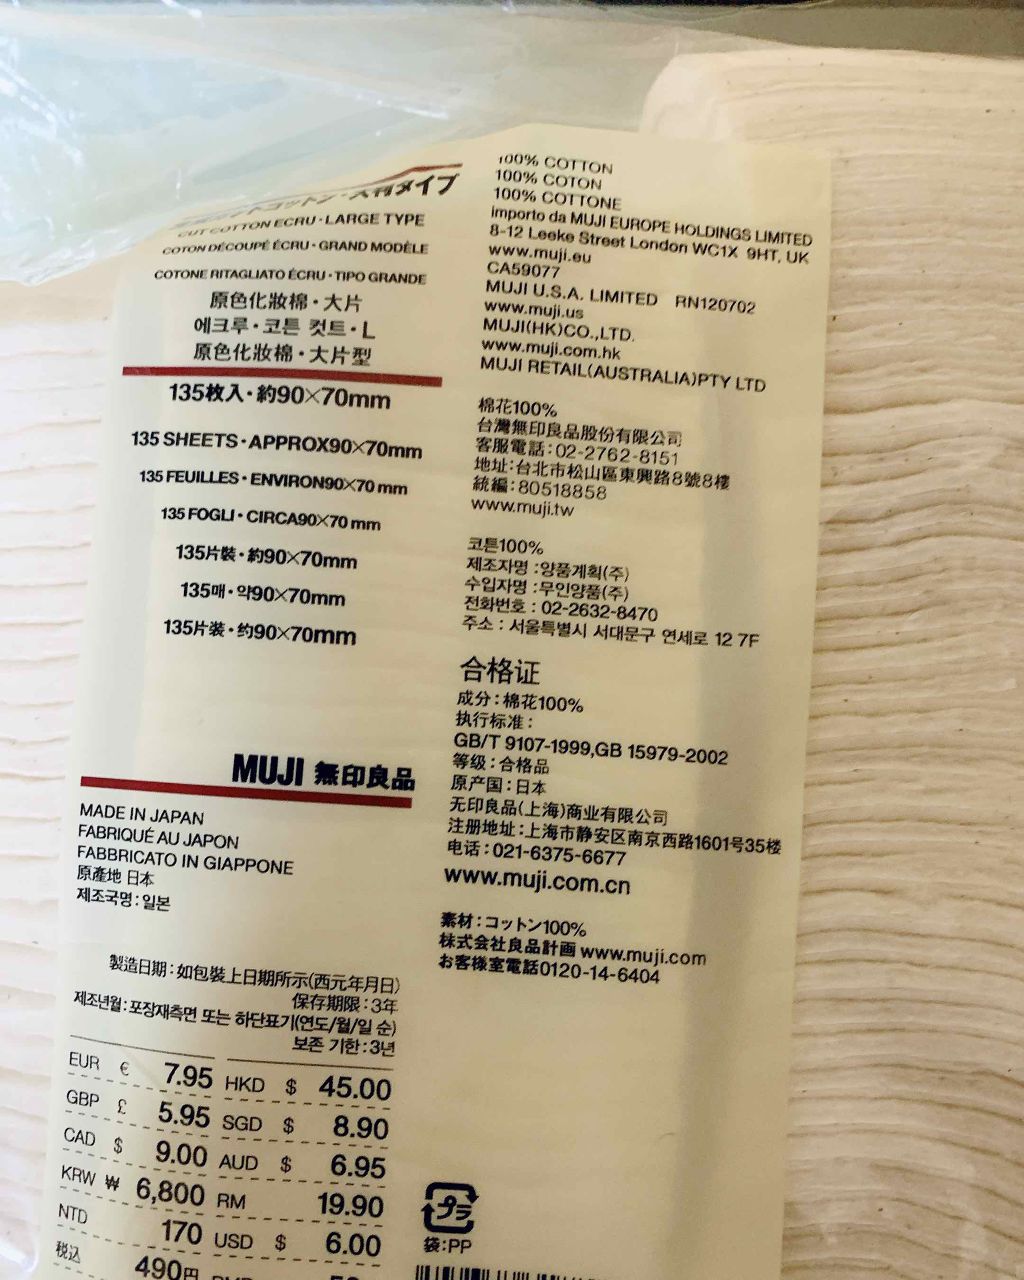 タイプ
CUT COTTON ECRU・LARGE TYPE
COTON DÉCOUPÉ ÉCRU・GRAND MODÈLE
COTONE RITAGLIATO ÉCRU・TIPO GRANDE
原色化妝棉・大片
에크루・코튼 컷트・L
原色化妝棉・大片型
135枚入・約90×70mm
135 SHEETS・APPROX90×70mm
135 FEUILLES・ENVIRON90×70 mm
135 FOGLI・CIRCA90×70 mm
135片裝・約90×70mm
135매・약90×70mm
135片装・约90×70mm
MUJI 無印良品
MADE IN JAPAN
FABRIQUÉ AU JAPON
FABBRICATO IN GIAPPONE
原產地 日本
제조국명:일본
製造日期:如包裝上日期所示(西元年月日)
保存期限:3年
제조년월:포장재측면 또는 하단표기(연도/월/일 순)
보존 기한:3년
EUR € 7.95 HKD $ 45.00
GBP £ 5.95 SGD $ 8.90
CAD $ 9.00 AUD $ 6.95
KRW ₩ 6,800 RM 19.90
NTD 170 USD $ 6.00
税込 490円
100% COTTON
100% COTON
100% COTTONE
importo da MUJI EUROPE HOLDINGS LIMITED
8-12 Leeke Street London WC1X 9HT, UK
www.muji.eu
CA59077
MUJI U.S.A. LIMITED RN120702
www.muji.us
MUJI(HK)CO.,LTD.
www.muji.com.hk
MUJI RETAIL(AUSTRALIA)PTY LTD
棉花100%
台灣無印良品股份有限公司
客服電話:02-2762-8151
地址:台北市松山區東興路8號8樓
統編:80518858
www.muji.tw
코튼100%
제조자명:양품계획(주)
수입자명:무인양품(주)
전화번호:02-2632-8470
주소:서울특별시 서대문구 연세로 12 7F
合格证
成分:棉花100%
执行标准:
GB/T 9107-1999,GB 15979-2002
等级:合格品
原产国:日本
无印良品(上海)商业有限公司
注册地址:上海市静安区南京西路1601号35楼
电话:021-6375-6677
www.muji.com.cn
素材:コットン100%
株式会社良品計画 www.muji.com
お客様室電話0120-14-6404
プラ
袋:PP